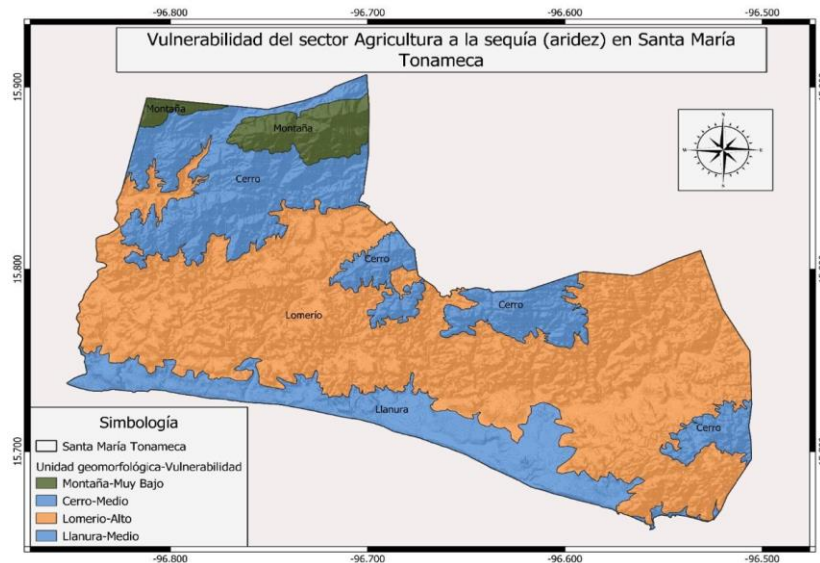 -96.800 -96.700 -96.600 -96.500
Vulnerabilidad del sector Agricultura a la sequía (aridez) en Santa María
Tonameca
15.900
Montaña
Montaña
Cerro
15.800
Cerro
Cerro
Lomerío
Llanura
Cerro
15.700
Simbología
Santa María Tonameca
Unidad geomorfológica-Vulnerabilidad
Montaña-Muy Bajo
Cerro-Medio
Lomerio-Alto
Llanura-Medio
-96.800 -96.700 -96.600 -96.500